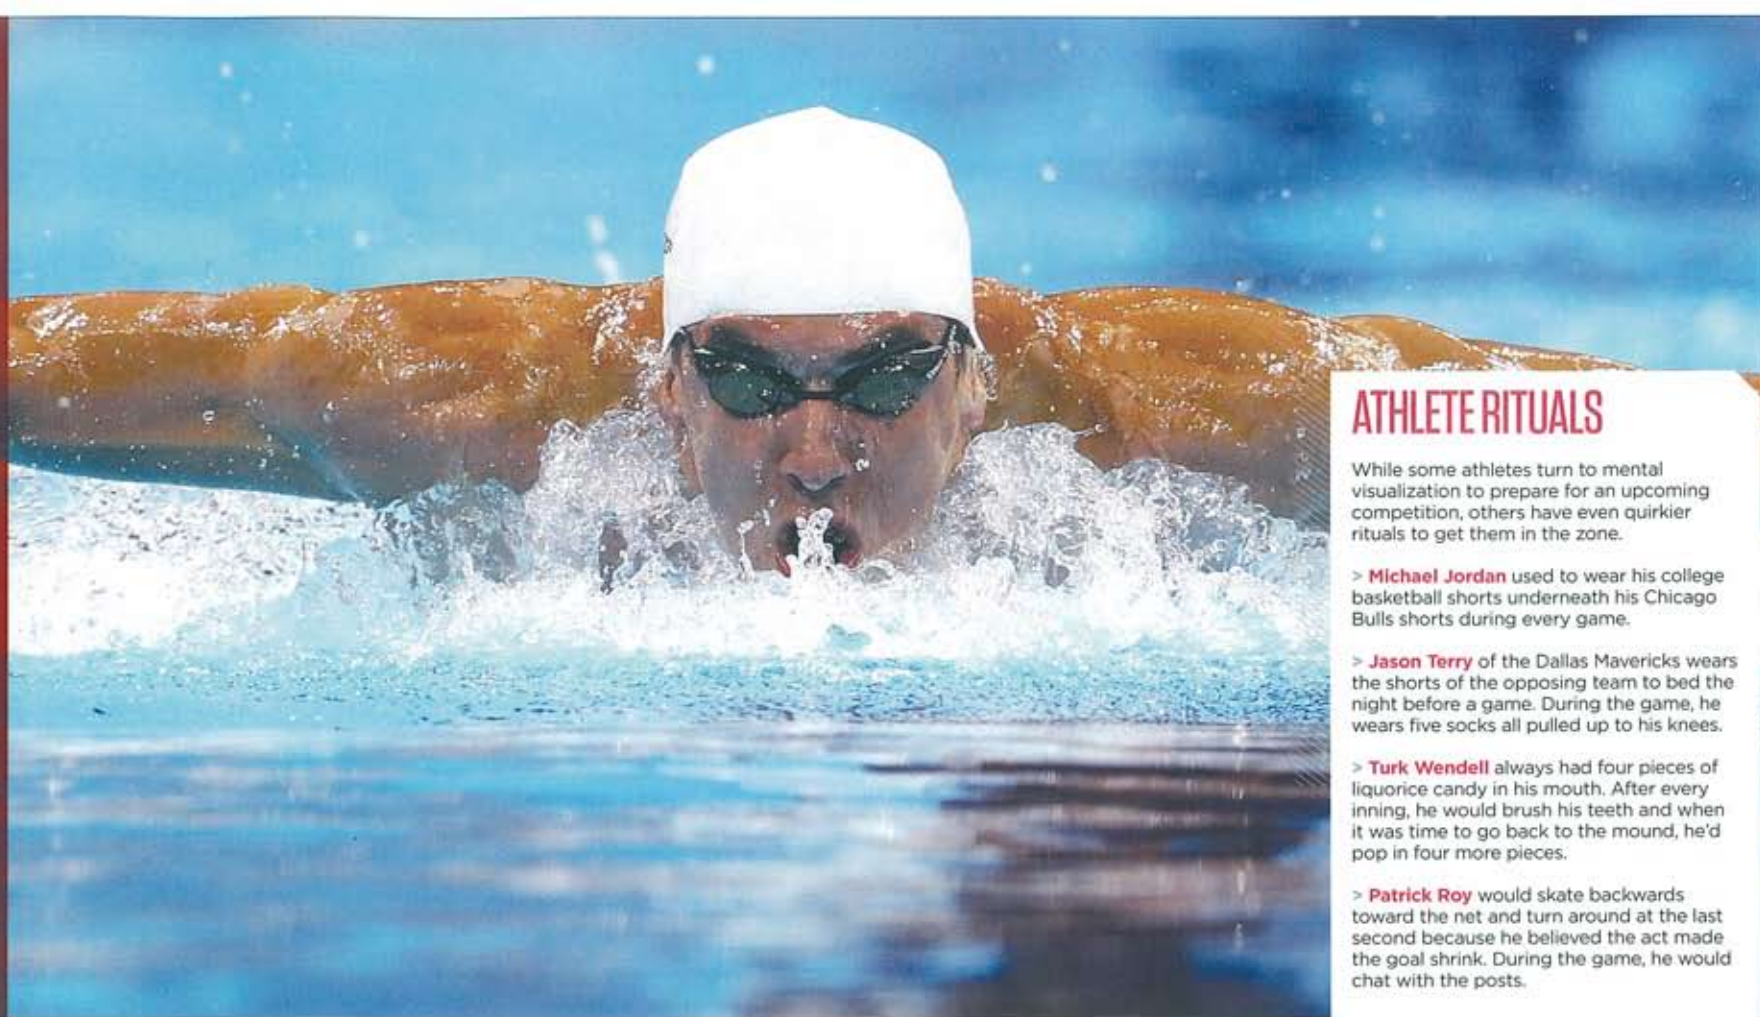 ATHLETE RITUALS
While some athletes turn to mental
visualization to prepare for an upcoming
competition, others have even quirkier
rituals to get them in the zone.
> Michael Jordan used to wear his college
basketball shorts underneath his Chicago
Bulls shorts during every game.
> Jason Terry of the Dallas Mavericks wears
the shorts of the opposing team to bed the
night before a game. During the game, he
wears five socks all pulled up to his knees.
> Turk Wendell always had four pieces of
liquorice candy in his mouth. After every
inning, he would brush his teeth and when
it was time to go back to the mound, he'd
pop in four more pieces.
> Patrick Roy would skate backwards
toward the net and turn around at the last
second because he believed the act made
the goal shrink. During the game, he would
chat with the posts.